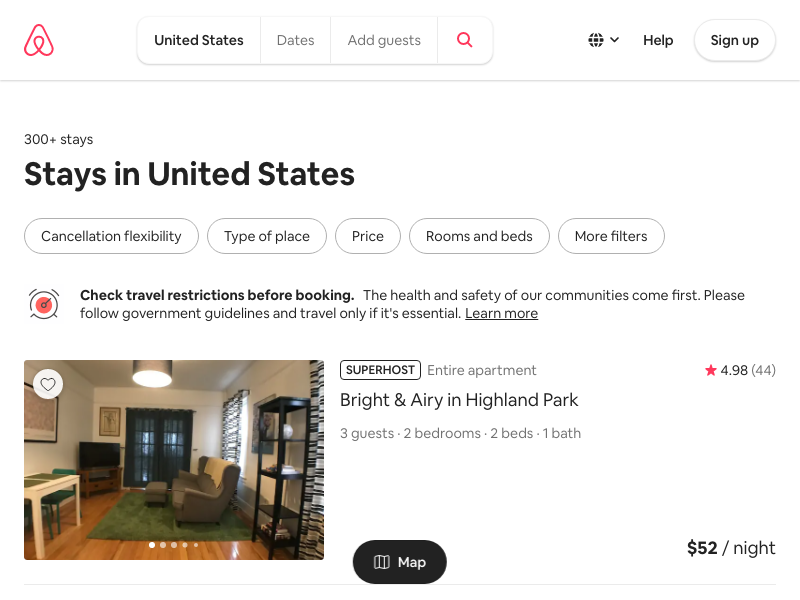 United States
Dates
Add guests
Help
Sign up
300+ stays
Stays in United States
Cancellation flexibility
Type of place
Price
Rooms and beds
More filters
Check travel restrictions before booking. The health and safety of our communities come first. Please
follow government guidelines and travel only if it's essential. Learn more
SUPERHOST Entire apartment
4.98 (44)
Bright & Airy in Highland Park
3 guests · 2 bedrooms · 2 beds · 1 bath
$52 / night
Map